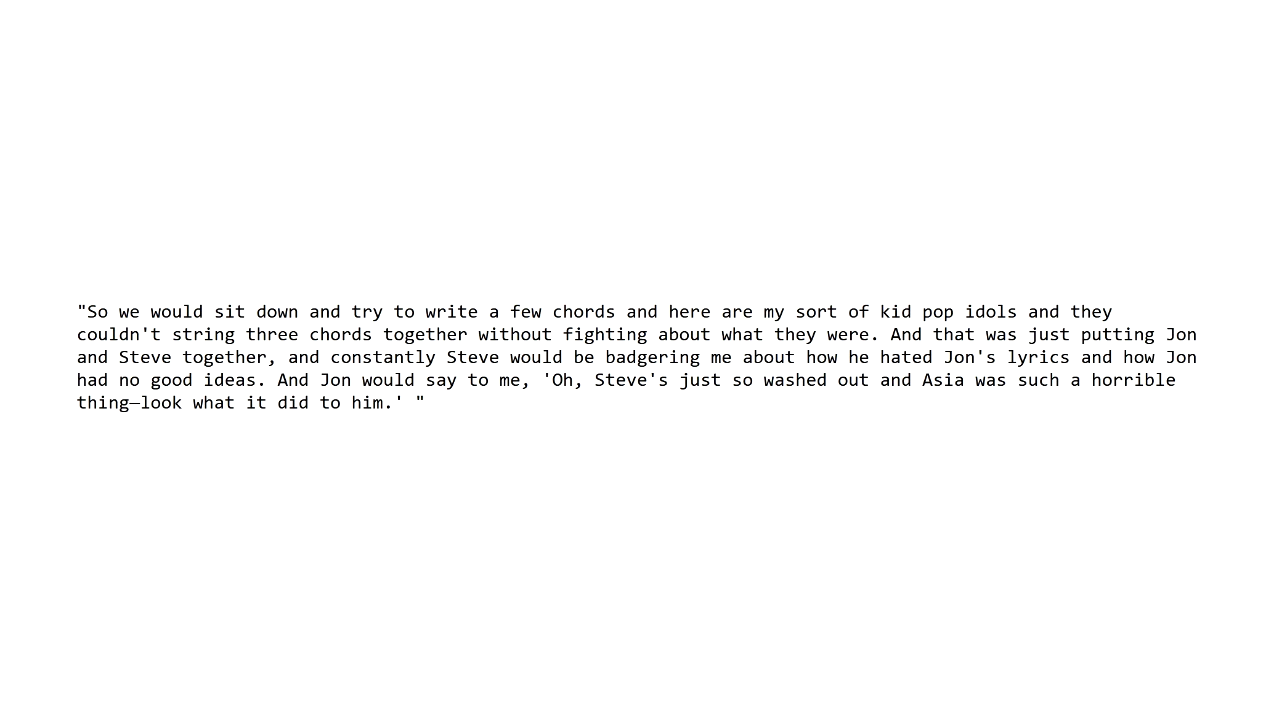 "So we would sit down and try to write a few chords and here are my sort of kid pop idols and they
couldn't string three chords together without fighting about what they were. And that was just putting Jon
and Steve together, and constantly Steve would be badgering me about how he hated Jon's lyrics and how Jon
had no good ideas. And Jon would say to me, 'Oh, Steve's just so washed out and Asia was such a horrible
thing—look what it did to him.' "